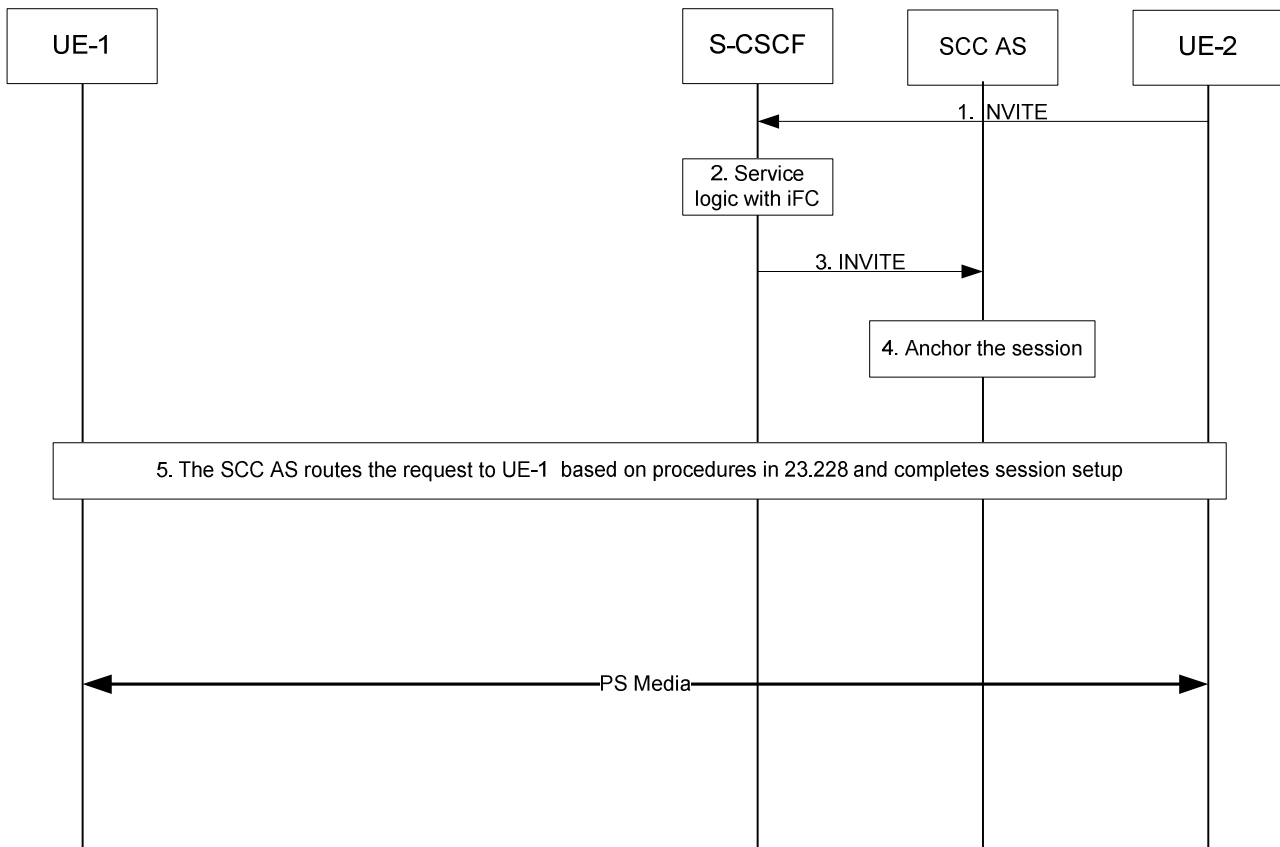 UE-1
S-CSCF
SCC AS
UE-2
1. INVITE
2. Service
logic with iFC
3. INVITE
4. Anchor the session
5. The SCC AS routes the request to UE-1 based on procedures in 23.228 and completes session setup
PS Media